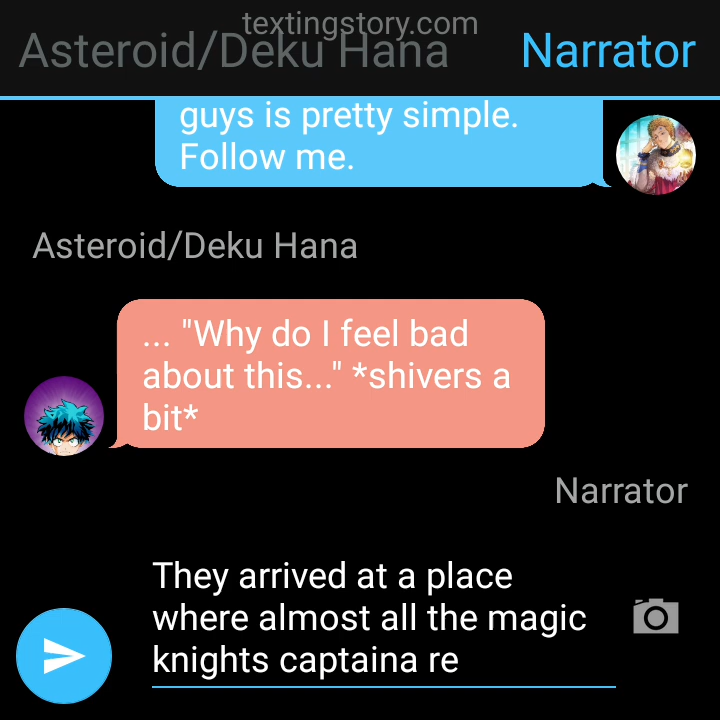 textingstory.com
Asteroid/Deku Hana
Narrator
guys is pretty simple.
Follow me.
Asteroid/Deku Hana
... "Why do I feel bad
about this..." *shivers a
bit*
Narrator
They arrived at a place
where almost all the magic
knights captaina re